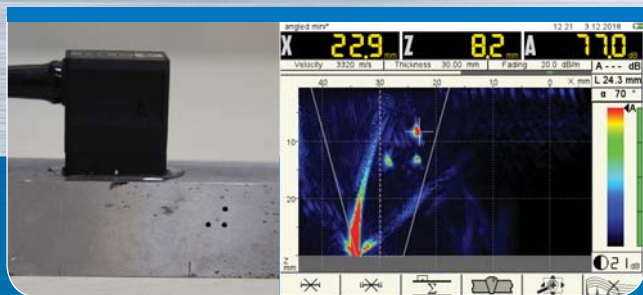 angled.mini* 12 21 3.12.2018
X 22.9 mm Z 8.2 mm A 77.0 dB
Velocity 3320 m/s Thickness 30.00 mm Fading 20.0 dB/m A - - - dB
40 30 20 10 X, mm L 24.3 mm
α 70 °
A
10
20
Z
mm
21 dB
Σ